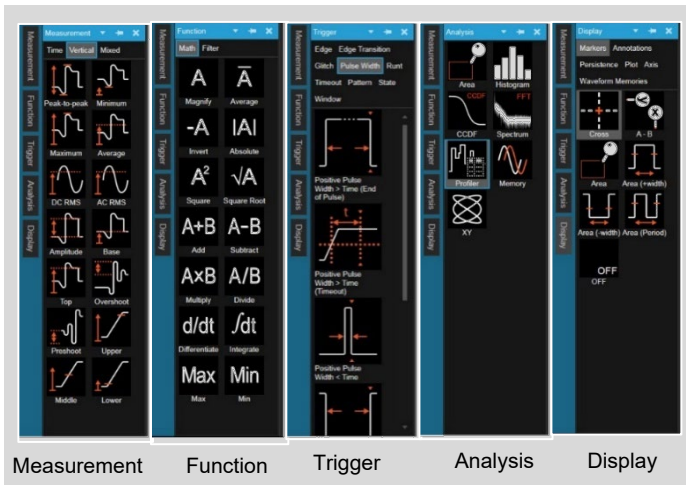 Measurement
Time Vertical Mixed
Measurement
Function
Trigger
Analysis
Display
Peak-to-peak Minimum
Maximum Average
DC RMS AC RMS
Amplitude Base
Top Overshoot
Preshoot Upper
Middle Lower
Function
Math Filter
Measurement
Function
Trigger
Analysis
Display
A A
Magnify Average
-A |A|
Invert Absolute
A² √A
Square Square Root
A+B A-B
Add Subtract
A×B A/B
Multiply Divide
d/dt ∫dt
Differentiate Integrate
Max Min
Max Min
Trigger
Edge Edge Transition
Glitch Pulse Width Runt
Timeout Pattern State
Window
Measurement
Function
Trigger
Analysis
Display
Positive Pulse
Width > Time (End
of Pulse)
t
Positive Pulse
Width > Time
(Timeout)
Positive Pulse
Width < Time
Analysis
Measurement
Function
Trigger
Analysis
Display
Area Histogram
CCDF FFT
CCDF Spectrum
Profiler Memory
XY
Display
Markers Annotations
Persistence Plot Axis
Waveform Memories
Measurement
Function
Trigger
Analysis
Display
X
Cross A - B
Area Area (+width)
Area (-width) Area (Period)
OFF
OFF
Measurement Function Trigger Analysis Display